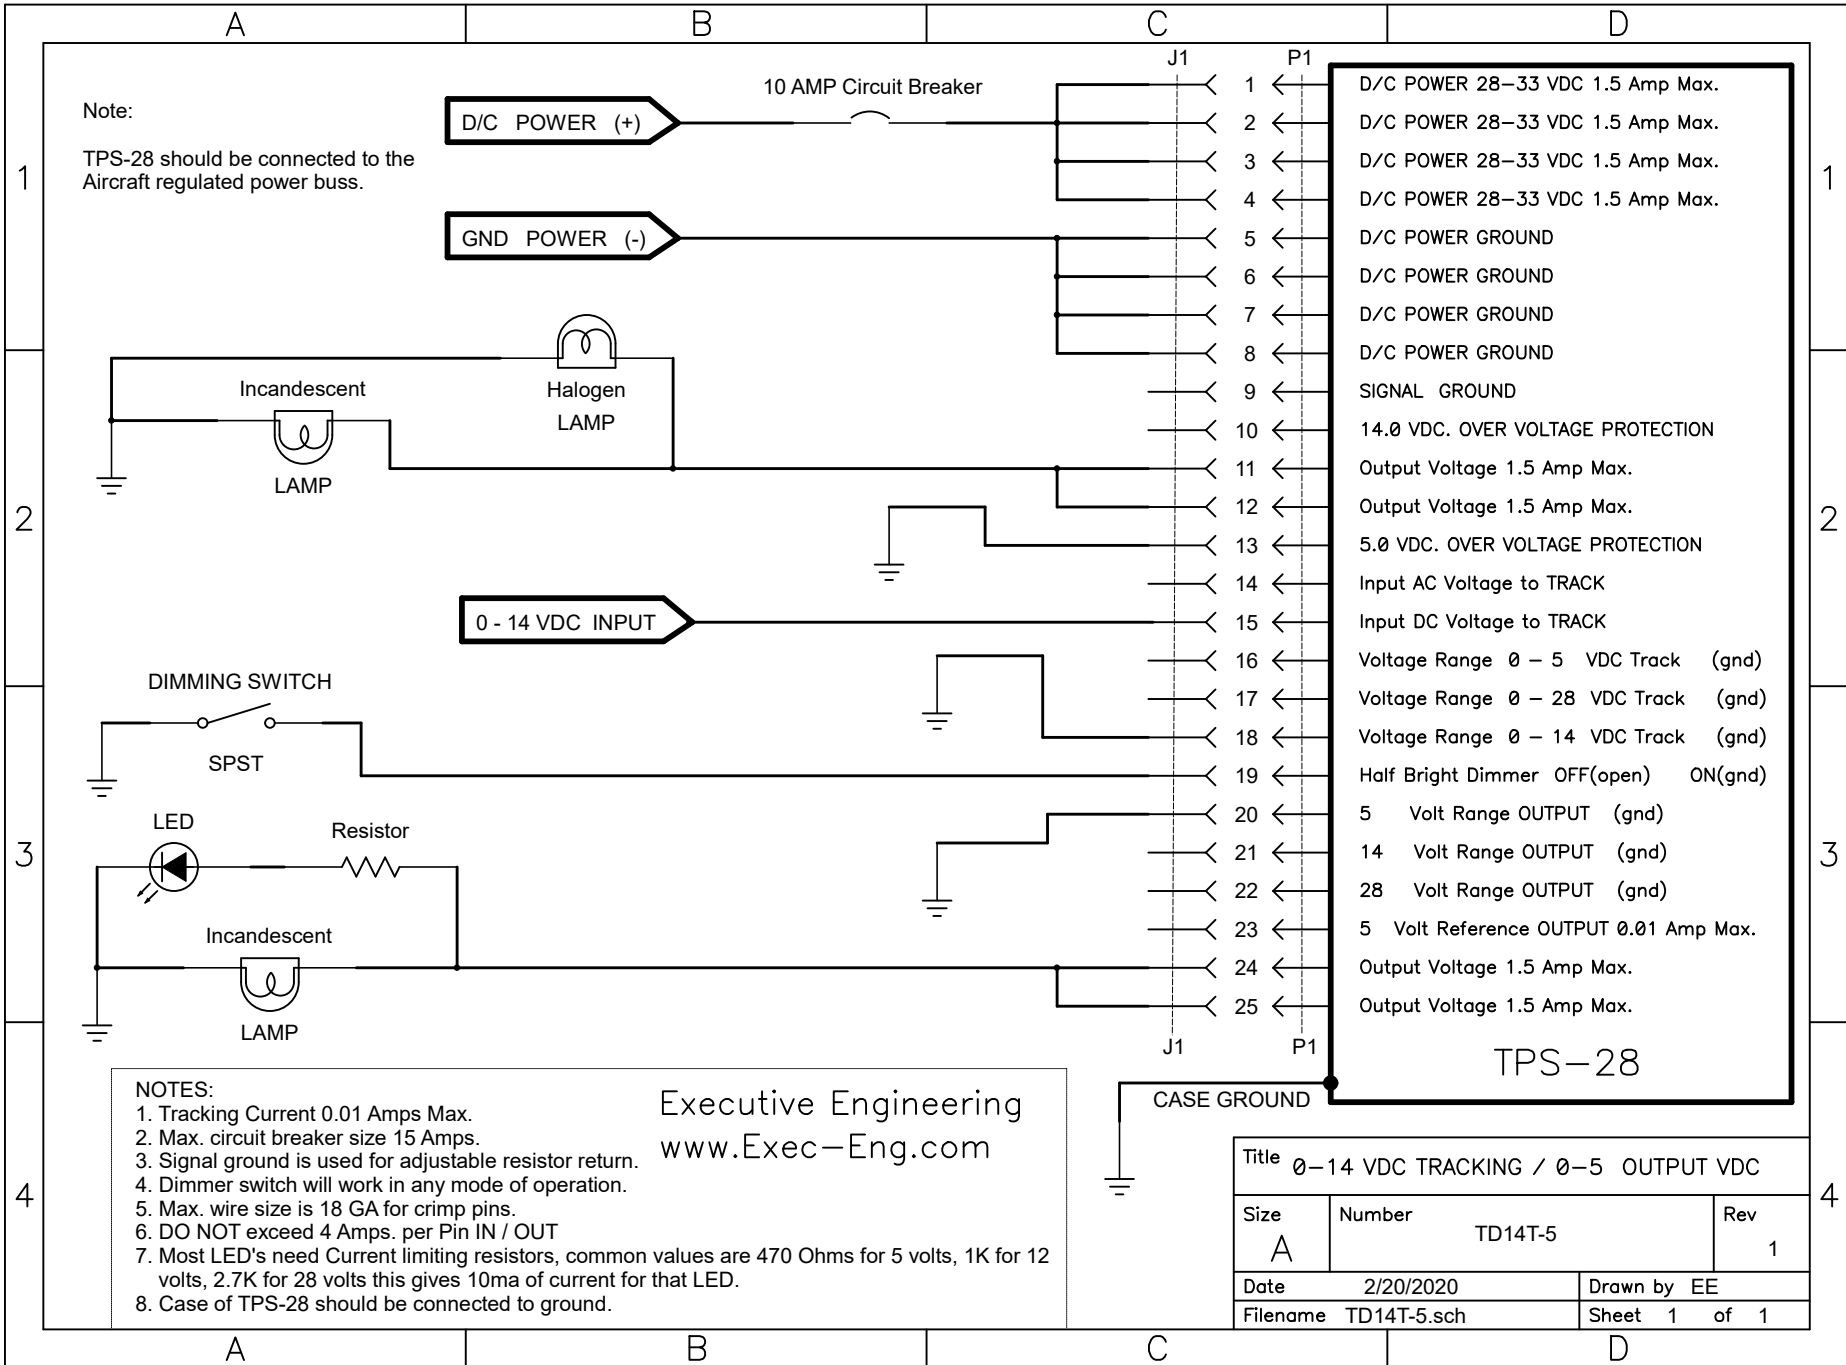 A B C D
J1 P1
10 AMP Circuit Breaker
Note:
TPS-28 should be connected to the
Aircraft regulated power buss.
1
D/C POWER (+)
GND POWER (-)
1 D/C POWER 28–33 VDC 1.5 Amp Max.
2 D/C POWER 28–33 VDC 1.5 Amp Max.
3 D/C POWER 28–33 VDC 1.5 Amp Max.
4 D/C POWER 28–33 VDC 1.5 Amp Max.
5 D/C POWER GROUND
6 D/C POWER GROUND
7 D/C POWER GROUND
8 D/C POWER GROUND
9 SIGNAL GROUND
10 14.0 VDC. OVER VOLTAGE PROTECTION
11 Output Voltage 1.5 Amp Max.
12 Output Voltage 1.5 Amp Max.
13 5.0 VDC. OVER VOLTAGE PROTECTION
14 Input AC Voltage to TRACK
15 Input DC Voltage to TRACK
16 Voltage Range 0 – 5 VDC Track (gnd)
17 Voltage Range 0 – 28 VDC Track (gnd)
18 Voltage Range 0 – 14 VDC Track (gnd)
19 Half Bright Dimmer OFF(open) ON(gnd)
20 5 Volt Range OUTPUT (gnd)
21 14 Volt Range OUTPUT (gnd)
22 28 Volt Range OUTPUT (gnd)
23 5 Volt Reference OUTPUT 0.01 Amp Max.
24 Output Voltage 1.5 Amp Max.
25 Output Voltage 1.5 Amp Max.
1
Incandescent
LAMP
Halogen
LAMP
2
2
0 - 14 VDC INPUT
DIMMING SWITCH
SPST
LED
Resistor
3
3
Incandescent
LAMP
J1 P1
TPS–28
CASE GROUND
NOTES:
1. Tracking Current 0.01 Amps Max.
2. Max. circuit breaker size 15 Amps.
3. Signal ground is used for adjustable resistor return.
4. Dimmer switch will work in any mode of operation.
5. Max. wire size is 18 GA for crimp pins.
6. DO NOT exceed 4 Amps. per Pin IN / OUT
7. Most LED's need Current limiting resistors, common values are 470 Ohms for 5 volts, 1K for 12
volts, 2.7K for 28 volts this gives 10ma of current for that LED.
8. Case of TPS-28 should be connected to ground.
Executive Engineering
www.Exec–Eng.com
4
4
Title 0–14 VDC TRACKING / 0–5 OUTPUT VDC
Size Number Rev
A TD14T-5 1
Date 2/20/2020 Drawn by EE
Filename TD14T-5.sch Sheet 1 of 1
A B C D